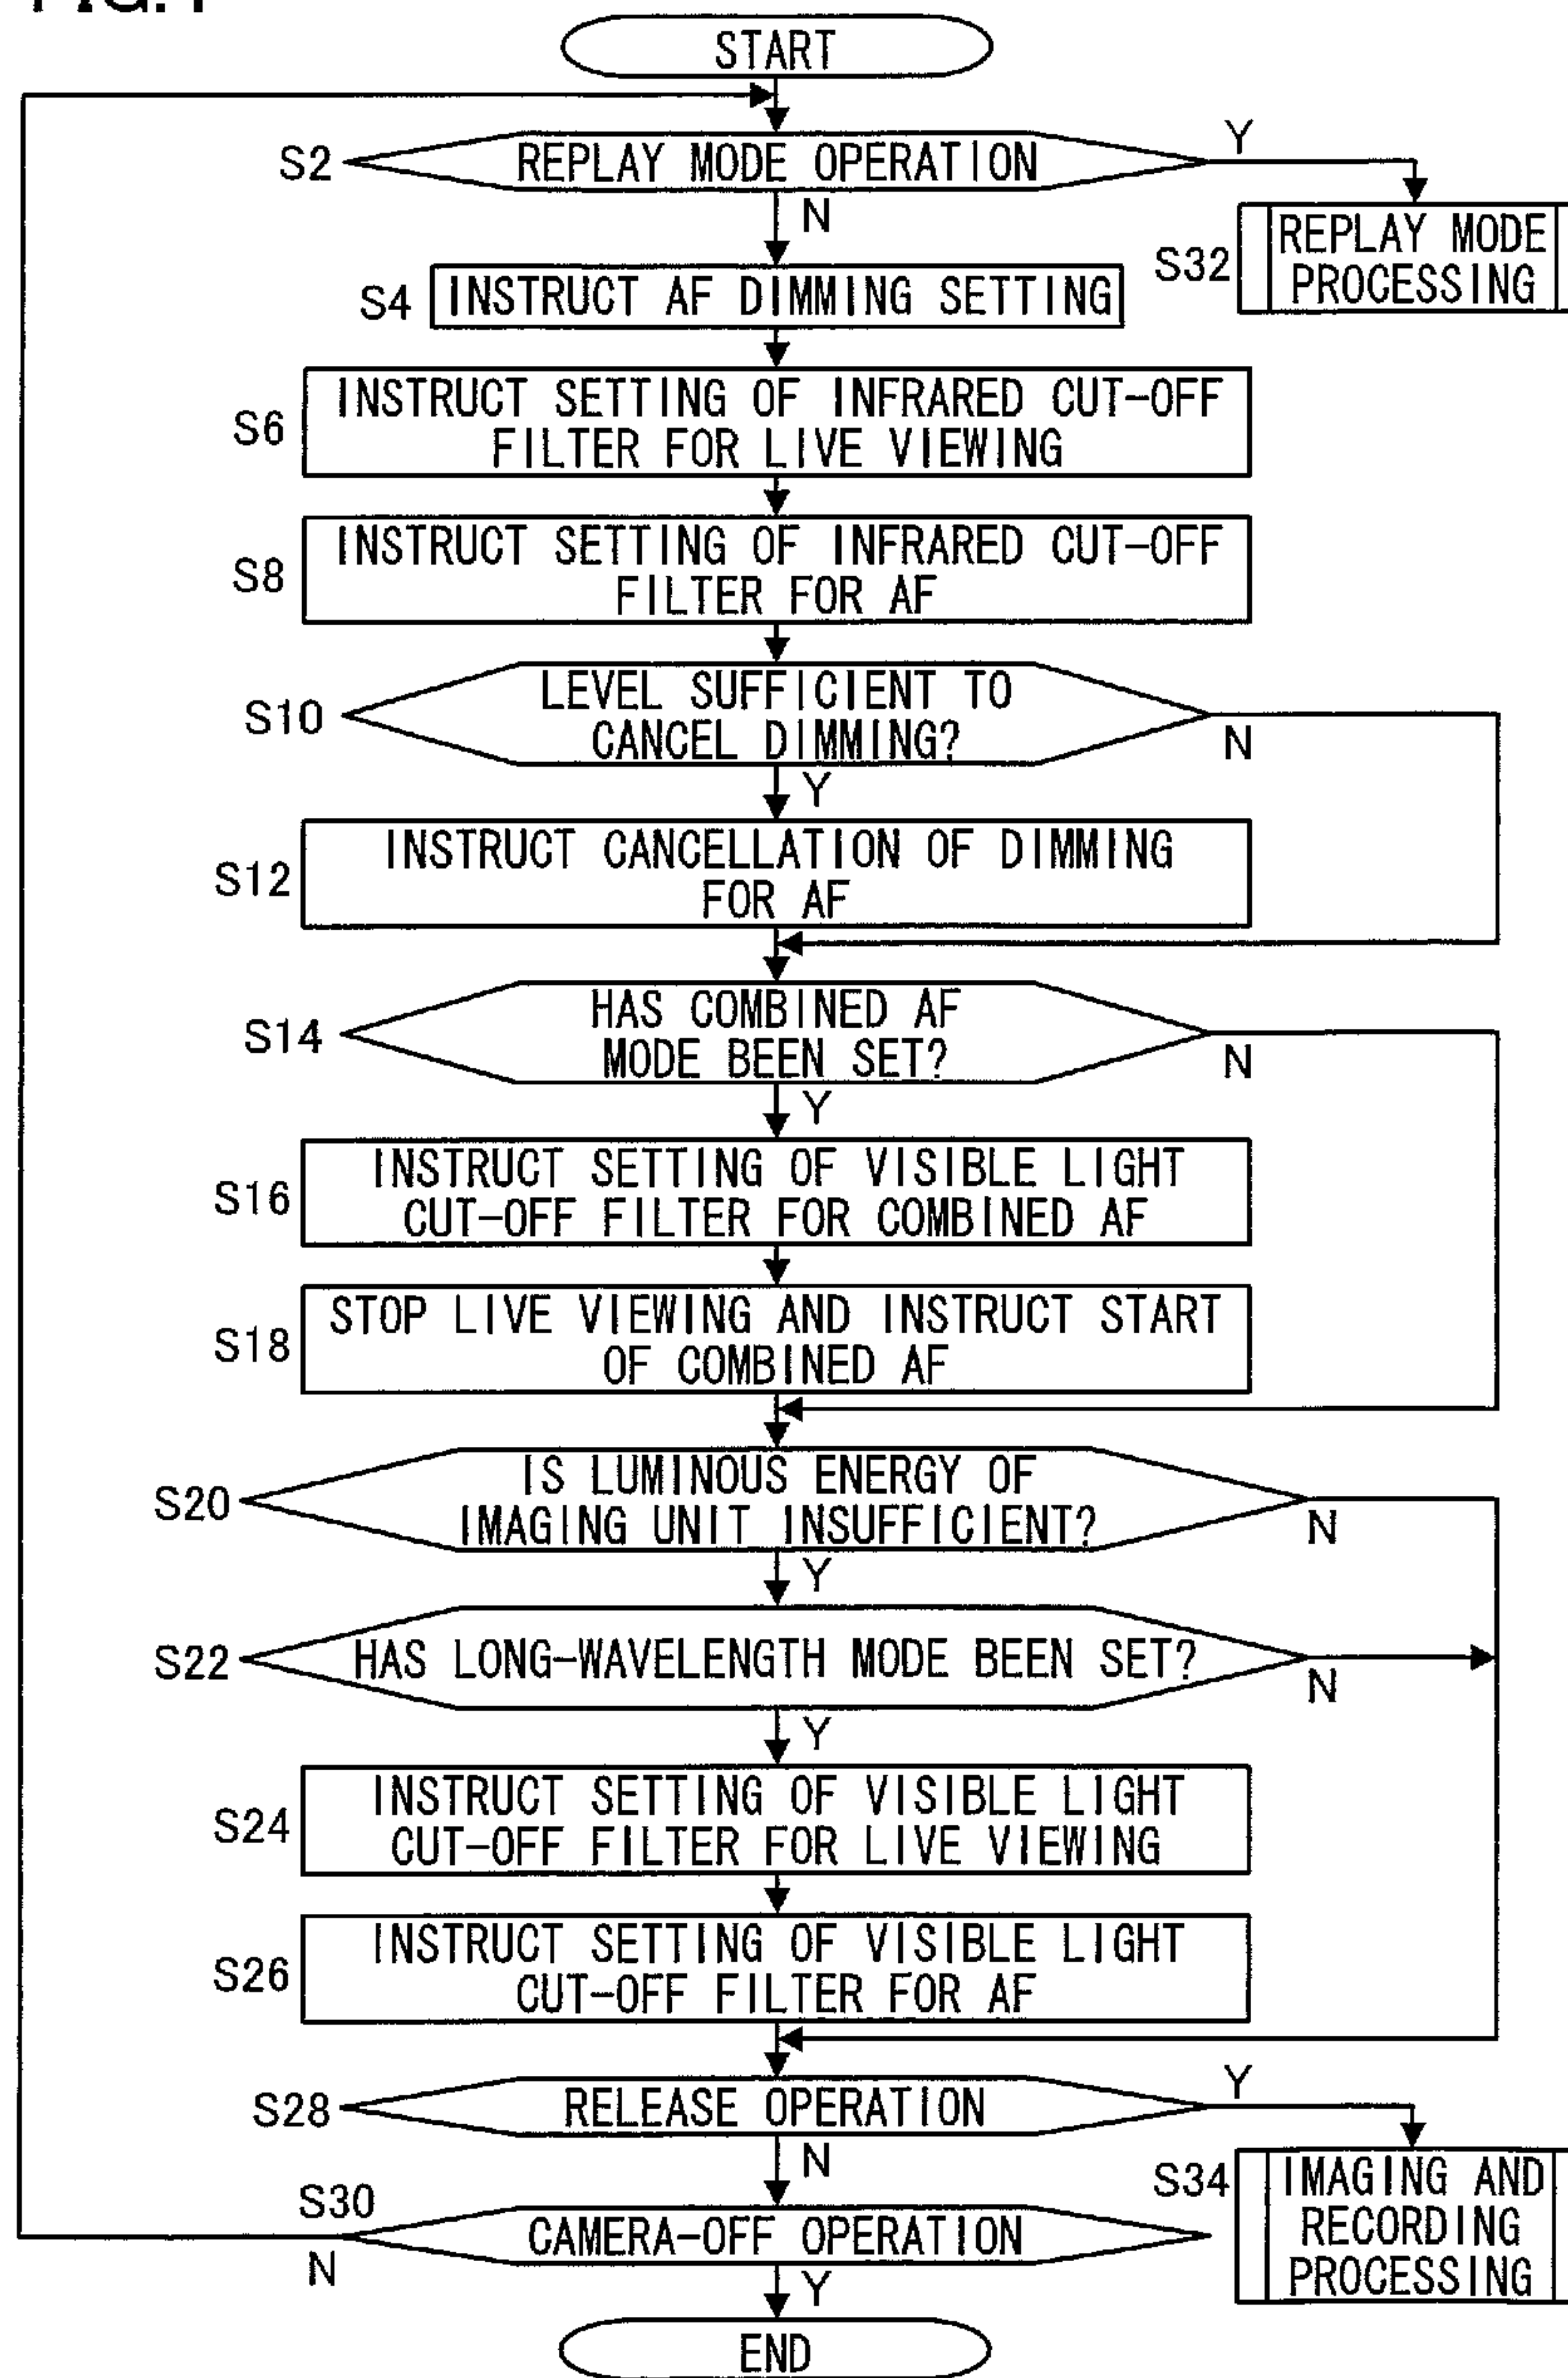 START
S2
REPLAY MODE OPERATION
Y
N
S32
REPLAY MODE
PROCESSING
S4
INSTRUCT AF DIMMING SETTING
S6
INSTRUCT SETTING OF INFRARED CUT-OFF
FILTER FOR LIVE VIEWING
S8
INSTRUCT SETTING OF INFRARED CUT-OFF
FILTER FOR AF
S10
LEVEL SUFFICIENT TO
CANCEL DIMMING?
N
Y
S12
INSTRUCT CANCELLATION OF DIMMING
FOR AF
S14
HAS COMBINED AF
MODE BEEN SET?
N
Y
S16
INSTRUCT SETTING OF VISIBLE LIGHT
CUT-OFF FILTER FOR COMBINED AF
S18
STOP LIVE VIEWING AND INSTRUCT START
OF COMBINED AF
S20
IS LUMINOUS ENERGY OF
IMAGING UNIT INSUFFICIENT?
N
Y
S22
HAS LONG-WAVELENGTH MODE BEEN SET?
N
Y
S24
INSTRUCT SETTING OF VISIBLE LIGHT
CUT-OFF FILTER FOR LIVE VIEWING
S26
INSTRUCT SETTING OF VISIBLE LIGHT
CUT-OFF FILTER FOR AF
S28
RELEASE OPERATION
Y
N
S34
IMAGING AND
RECORDING
PROCESSING
S30
CAMERA-OFF OPERATION
N
Y
END